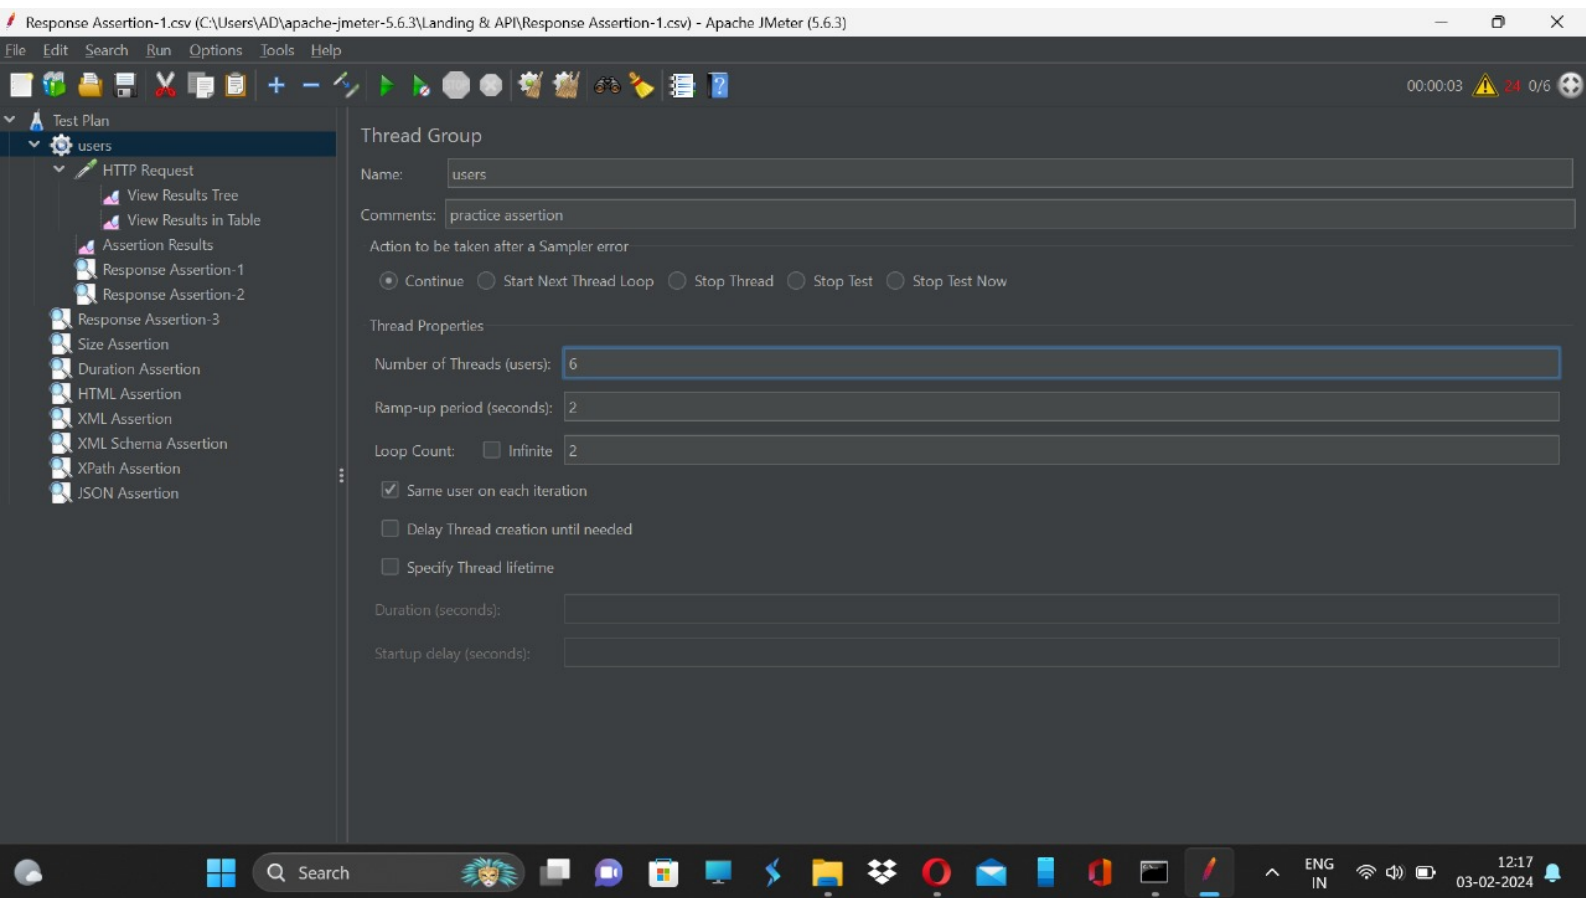 Response Assertion-1.csv (C:\Users\AD\apache-jmeter-5.6.3\Landing & API\Response Assertion-1.csv) - Apache JMeter (5.6.3)
File Edit Search Run Options Tools Help
STOP
00:00:03 24 0/6
Test Plan
users
HTTP Request
View Results Tree
View Results in Table
Assertion Results
Response Assertion-1
Response Assertion-2
Response Assertion-3
Size Assertion
Duration Assertion
HTML Assertion
XML Assertion
XML Schema Assertion
XPath Assertion
JSON Assertion
Thread Group
Name: users
Comments: practice assertion
Action to be taken after a Sampler error
Continue Start Next Thread Loop Stop Thread Stop Test Stop Test Now
Thread Properties
Number of Threads (users): 6
Ramp-up period (seconds): 2
Loop Count: Infinite 2
Same user on each iteration
Delay Thread creation until needed
Specify Thread lifetime
Duration (seconds):
Startup delay (seconds):
Search
ENG
IN
12:17
03-02-2024